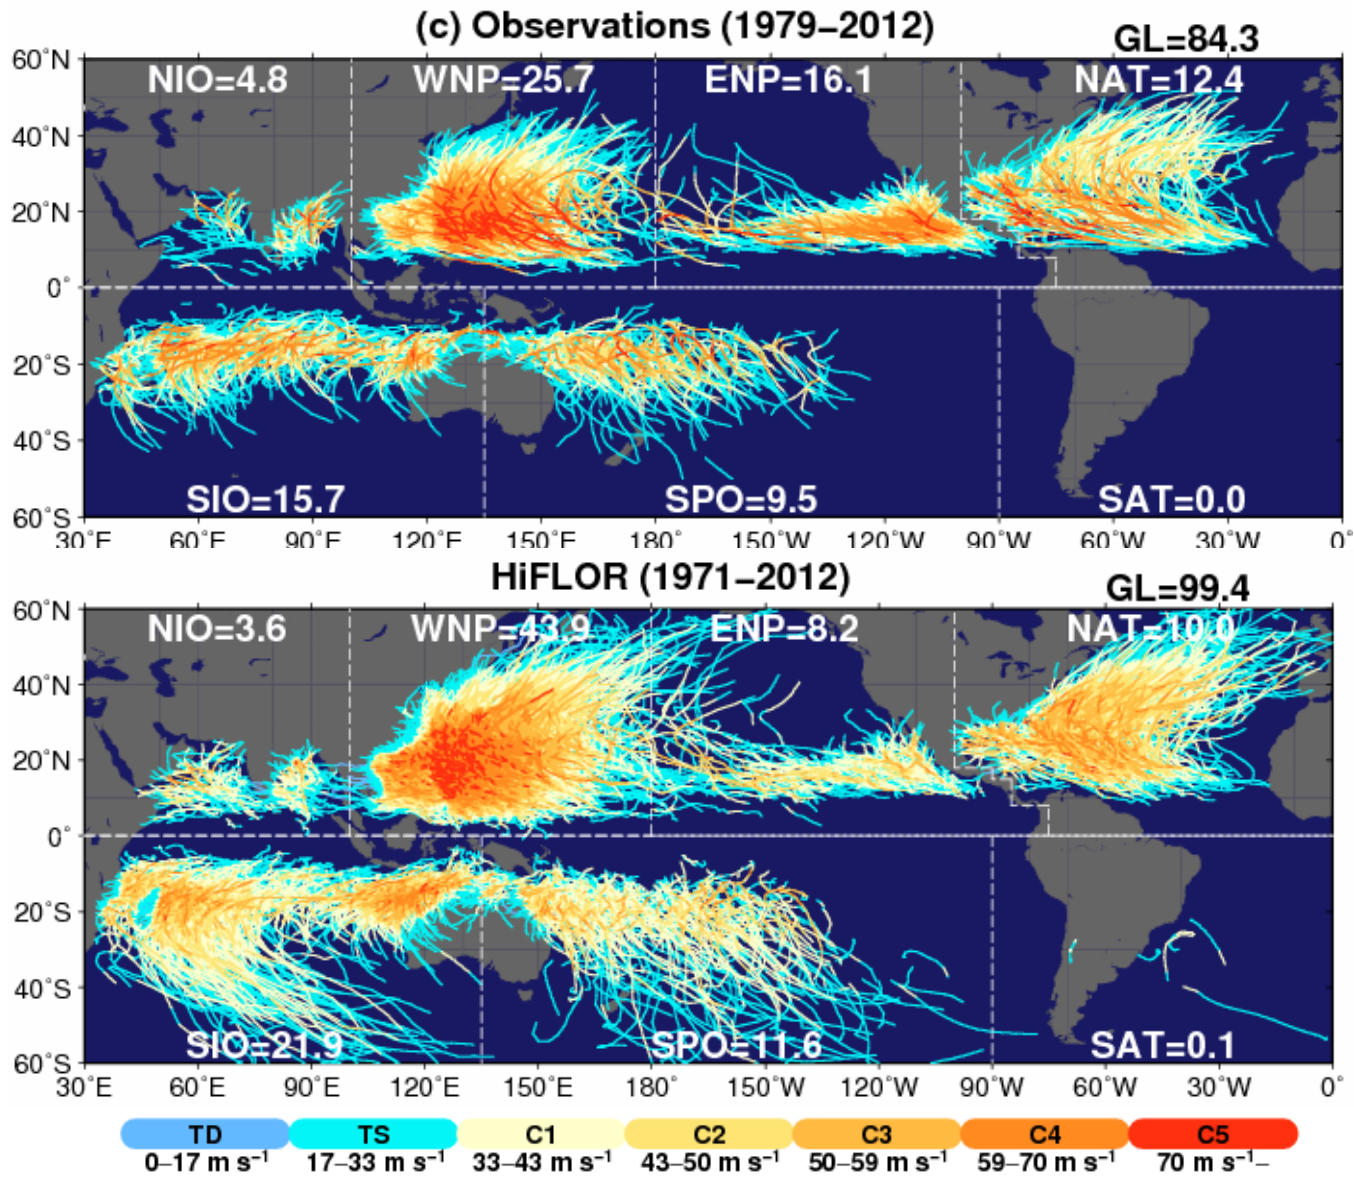 (c) Observations (1979–2012)
GL=84.3
60°N
NIO=4.8 WNP=25.7 ENP=16.1 NAT=12.4
40°N
20°N
0°
20°S
40°S
SIO=15.7 SPO=9.5 SAT=0.0
60°S
30°E 60°E 90°E 120°E 150°E 180° 150°W 120°W 90°W 60°W 30°W 0°
HiFLOR (1971–2012)
GL=99.4
60°N
NIO=3.6 WNP=43.9 ENP=8.2 NAT=10.0
40°N
20°N
0°
20°S
40°S
SIO=21.9 SPO=11.6 SAT=0.1
60°S
30°E 60°E 90°E 120°E 150°E 180° 150°W 120°W 90°W 60°W 30°W 0°
TD TS C1 C2 C3 C4 C5
0–17 m s⁻¹ 17–33 m s⁻¹ 33–43 m s⁻¹ 43–50 m s⁻¹ 50–59 m s⁻¹ 59–70 m s⁻¹ 70 m s⁻¹–